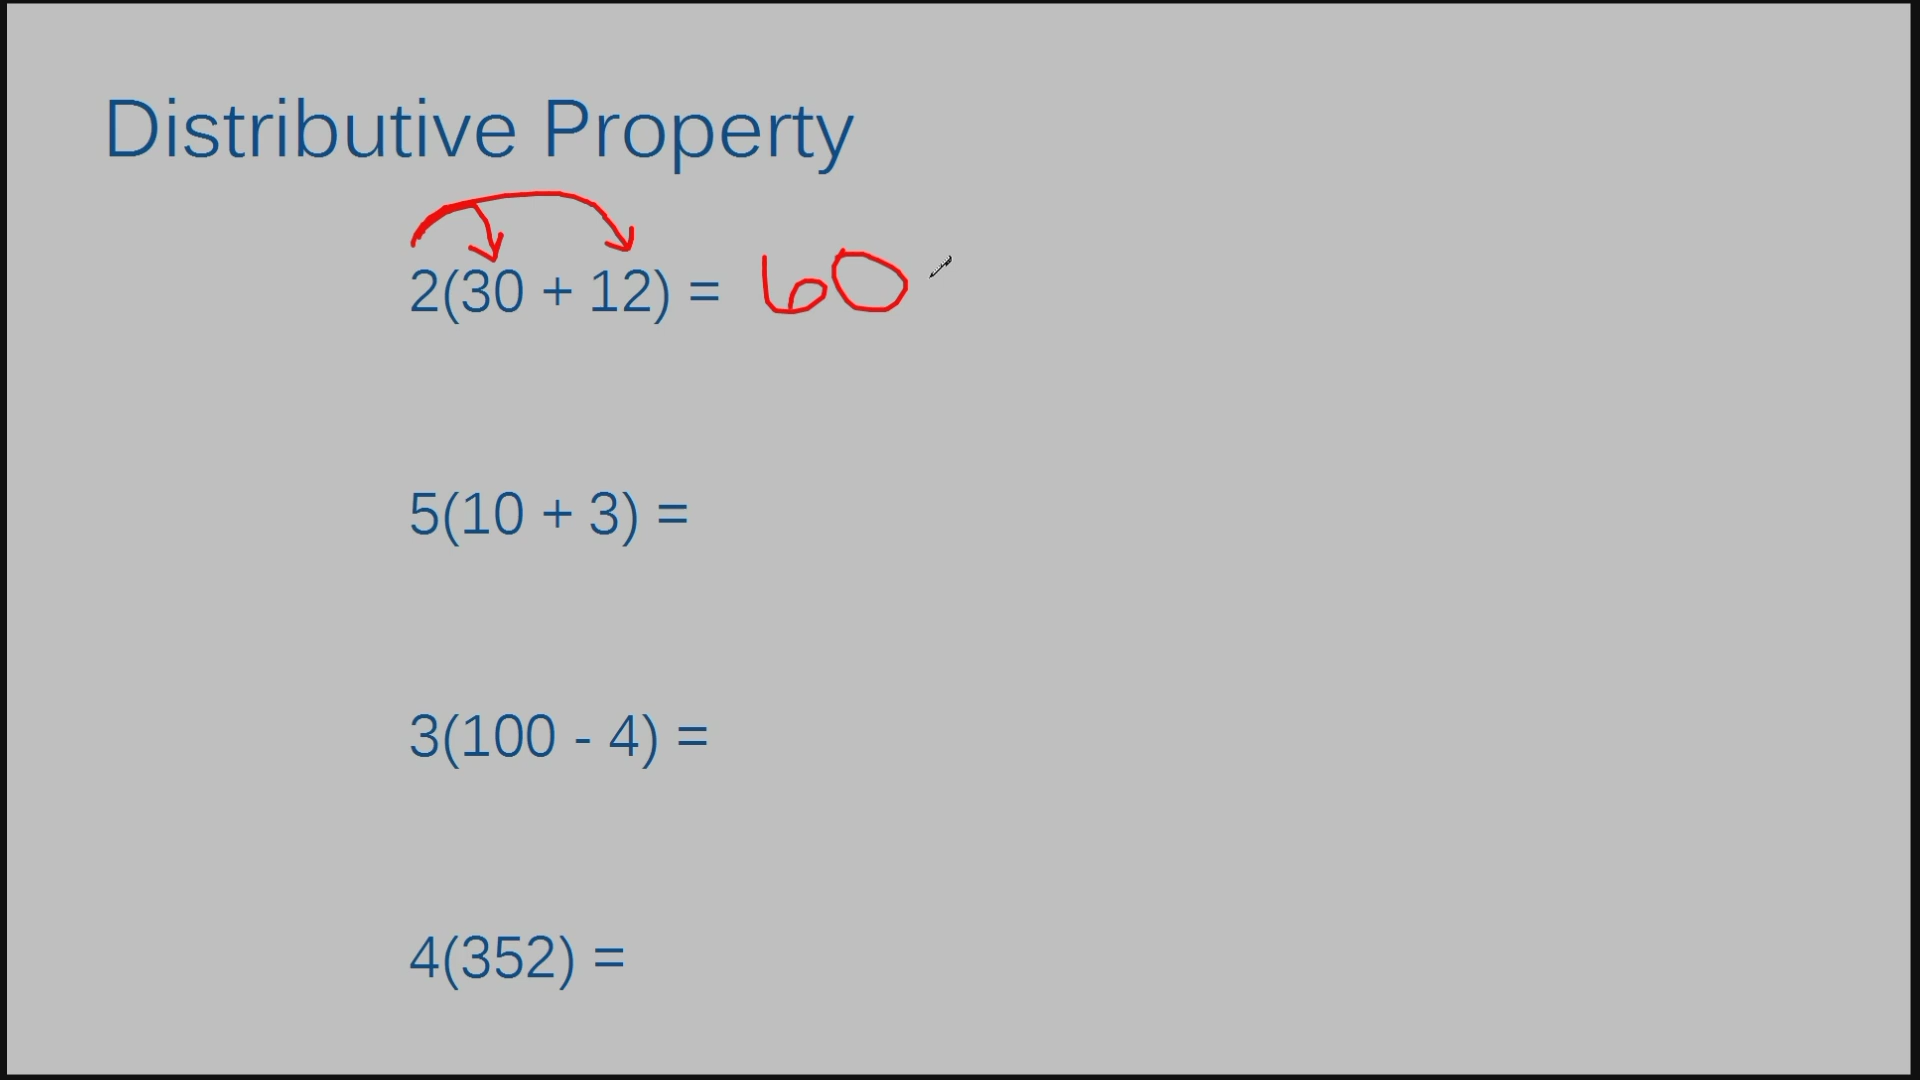 Distributive Property
2(30 + 12) = 60
5(10 + 3) =
3(100 - 4) =
4(352) =